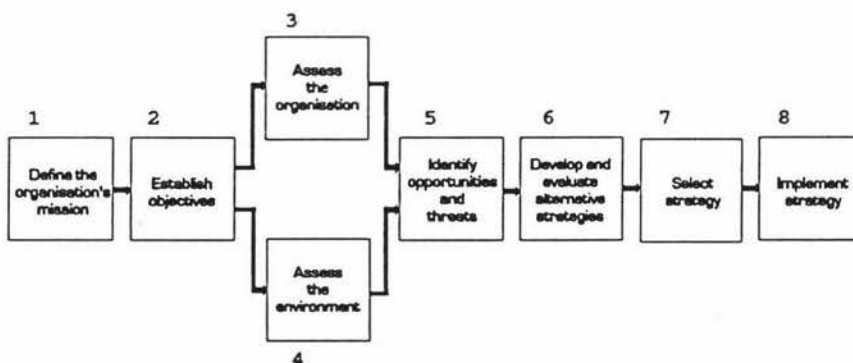 1
Define the
organisation's
mission
2
Establish
objectives
3
Assess
the
organisation
4
Assess
the
environment
5
Identify
opportunities
and
threats
6
Develop and
evaluate
alternative
strategies
7
Select
strategy
8
Implement
strategy